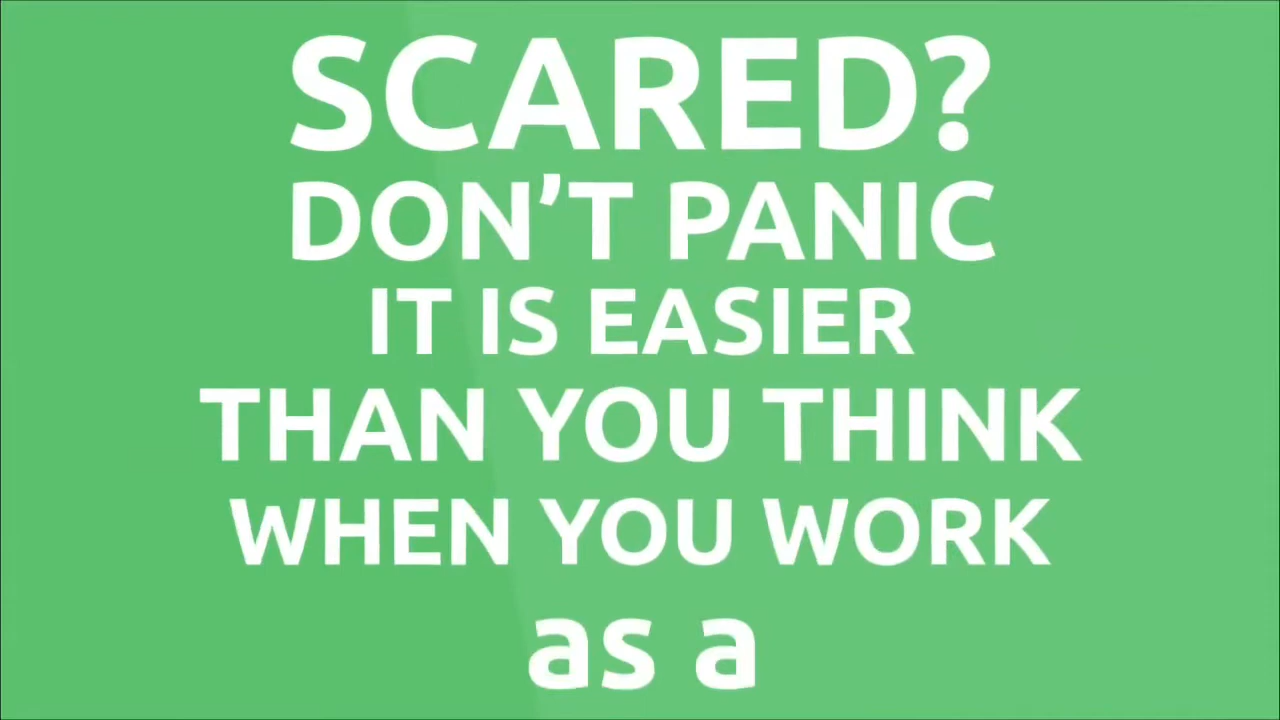 SCARED?
DON’T PANIC
IT IS EASIER
THAN YOU THINK
WHEN YOU WORK
as a